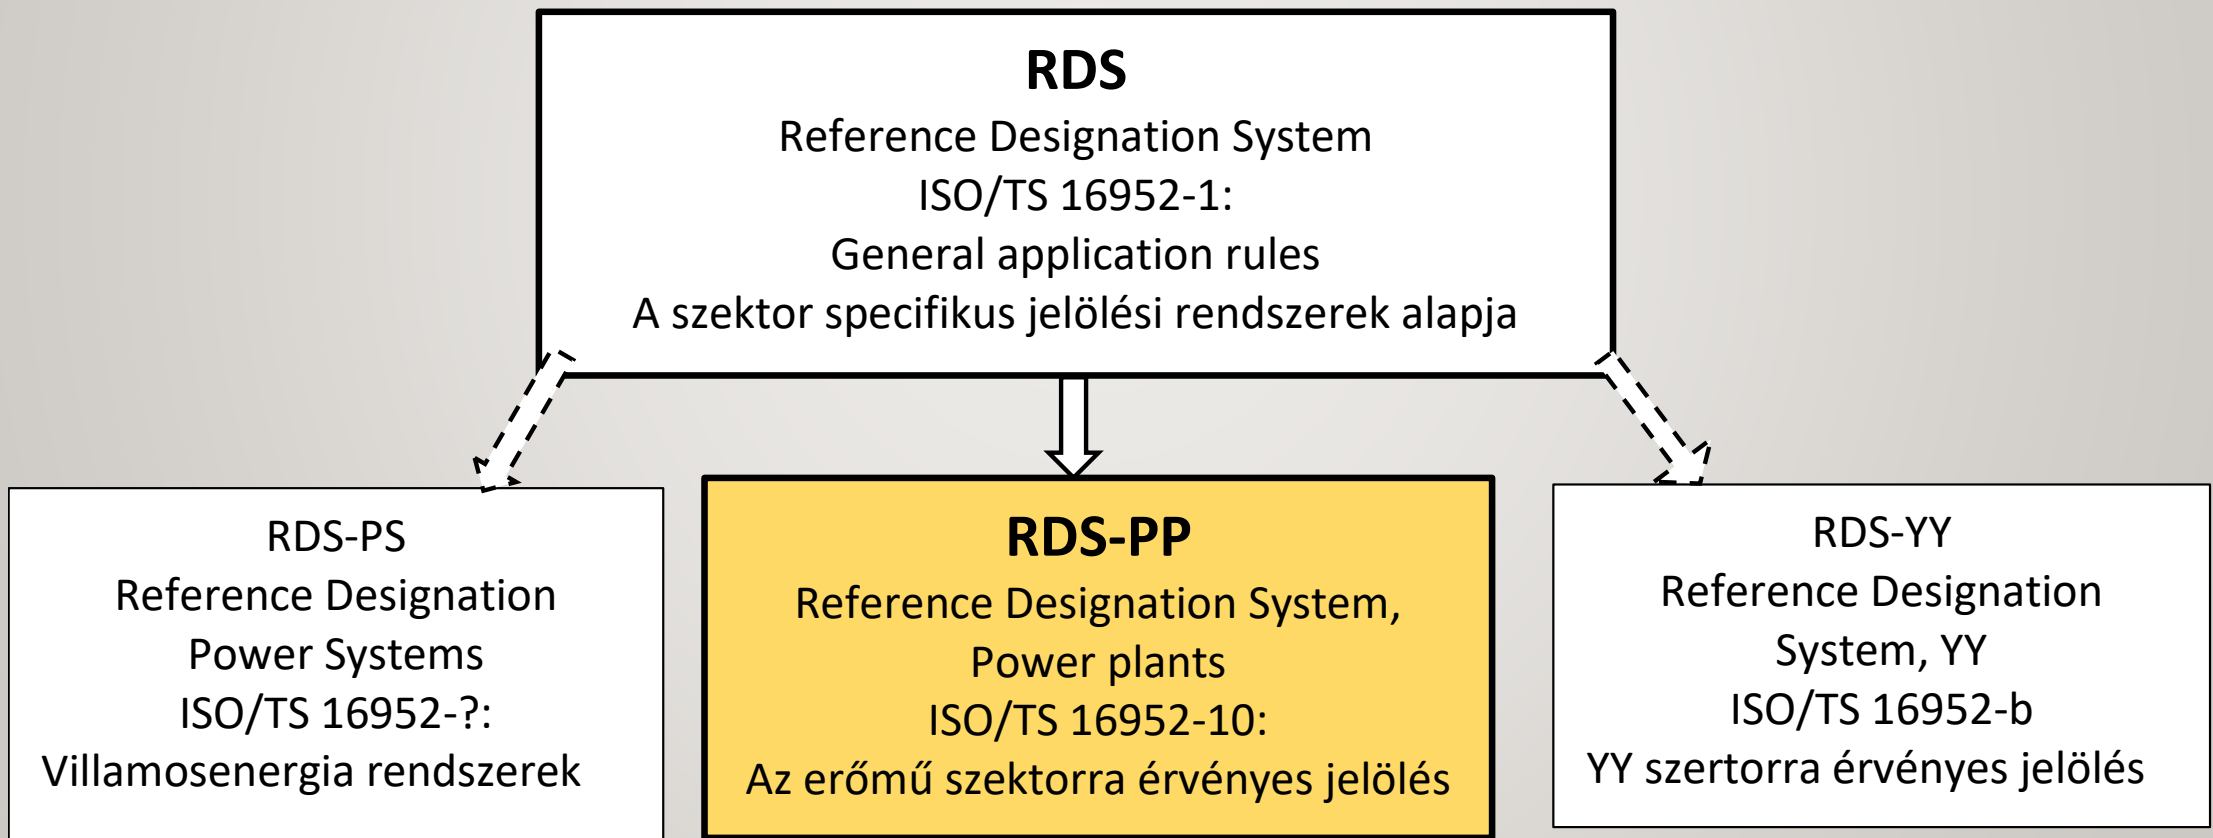 RDS
Reference Designation System
ISO/TS 16952-1:
General application rules
A szektor specifikus jelölési rendszerek alapja
RDS-PS
Reference Designation
Power Systems
ISO/TS 16952-?:
Villamosenergia rendszerek
RDS-PP
Reference Designation System,
Power plants
ISO/TS 16952-10:
Az erőmű szektorra érvényes jelölés
RDS-YY
Reference Designation
System, YY
ISO/TS 16952-b
YY szertorra érvényes jelölés